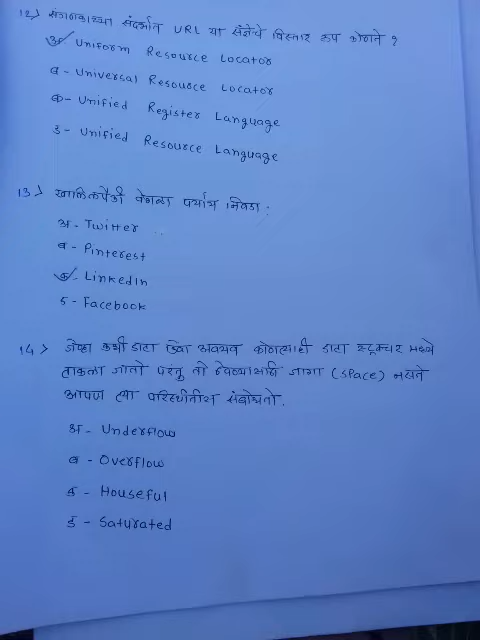 12) संगणकाच्या संदर्भात URL या संज्ञेचे विस्तार रूप कोणते ?
अ- Uniform Resource Locator
ब- Universal Resource Locator
क- Unified Register Language
ड- Unified Resource Language
13) खालिलपैकी वेगळा पर्याय निवडा :
अ- Twitter
ब- Pinterest
क- LinkedIn
ड- Facebook
14) जेव्हा कधी डाटा किंवा अवयव कोणत्याही डाटा स्ट्रक्चर मध्ये
टाकला जातो परंतु तो ठेवण्यासाठी जागा (space) नसते
आपण त्या परिस्थितीस संबोधतो.
अ- Underflow
ब- Overflow
क- Houseful
ड- Saturated